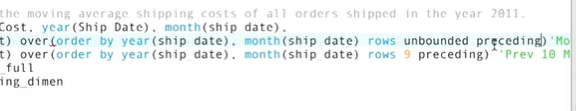 the moving average shipping costs of all orders shipped in the year 2011.
Cost, year(Ship Date), month(ship date),
t) over(order by year(ship date), month(ship date) rows unbounded preceding)'Mo
t) over(order by year(ship date), month(ship date) rows 9 preceding)'Prev 10 M
_full
ing_dimen